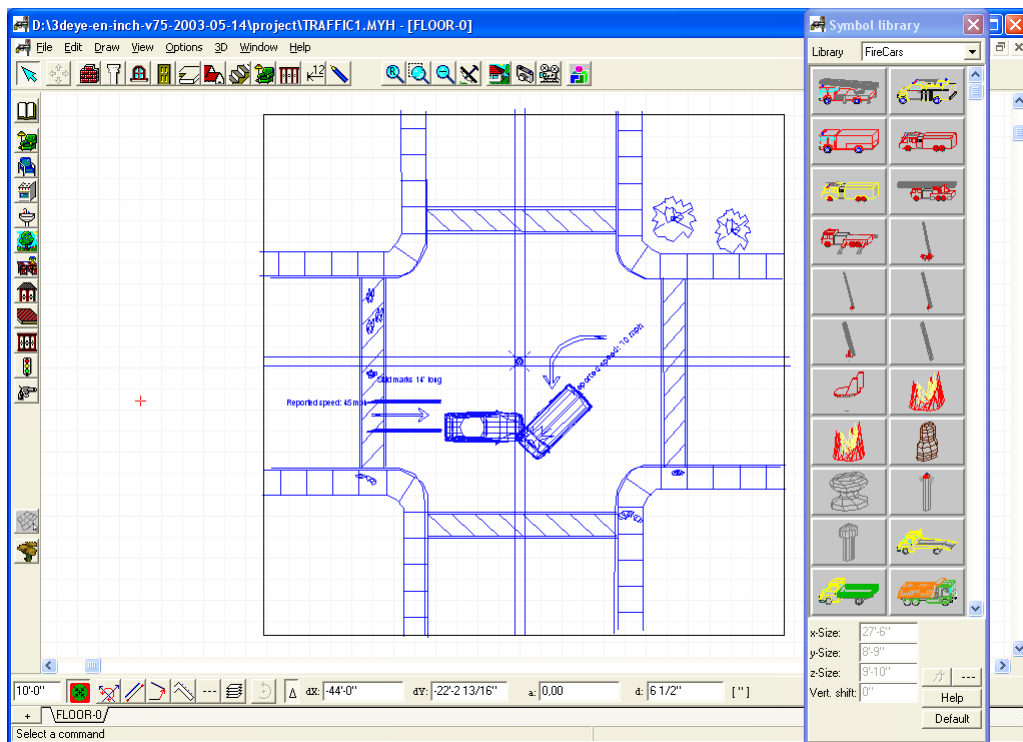 D:\3deye-en-inch-v75-2003-05-14\project\TRAFFIC1.MYH - [FLOOR-0]
File Edit Draw View Options 3D Window Help
12
Symbol library
Library FireCars
Reported speed: 10 mph
Skid marks 14' long
Reported speed: 45 mph
x-Size: 27'-6"
y-Size: 8'-9"
z-Size: 9'-10"
Vert. shift: 0"
---
Help
Default
10'-0" --- Δ dX: -44'-0" dY: -22'-2 13/16" a: 0,00 d: 6 1/2" [ " ]
+ FLOOR-0
Select a command